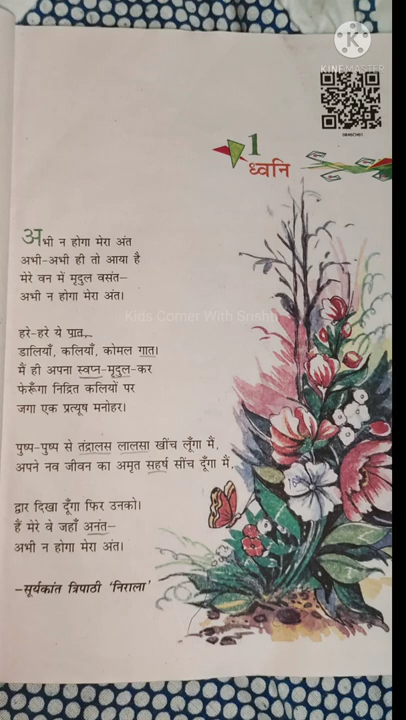 KINEMASTER
1
ध्वनि
अभी न होगा मेरा अंत
अभी-अभी ही तो आया है
मेरे वन में मृदुल वसंत–
अभी न होगा मेरा अंत।
Kids Corner With Srishti
हरे-हरे ये पात,
डालियाँ, कलियाँ, कोमल गात।
मैं ही अपना स्वप्न-मृदुल-कर
फेरूँगा निद्रित कलियों पर
जगा एक प्रत्यूष मनोहर।
पुष्प-पुष्प से तंद्रालस लालसा खींच लूँगा मैं,
अपने नव जीवन का अमृत सहर्ष सींच दूँगा मैं,
द्वार दिखा दूँगा फिर उनको।
हैं मेरे वे जहाँ अनंत–
अभी न होगा मेरा अंत।
–सूर्यकांत त्रिपाठी ‘निराला’